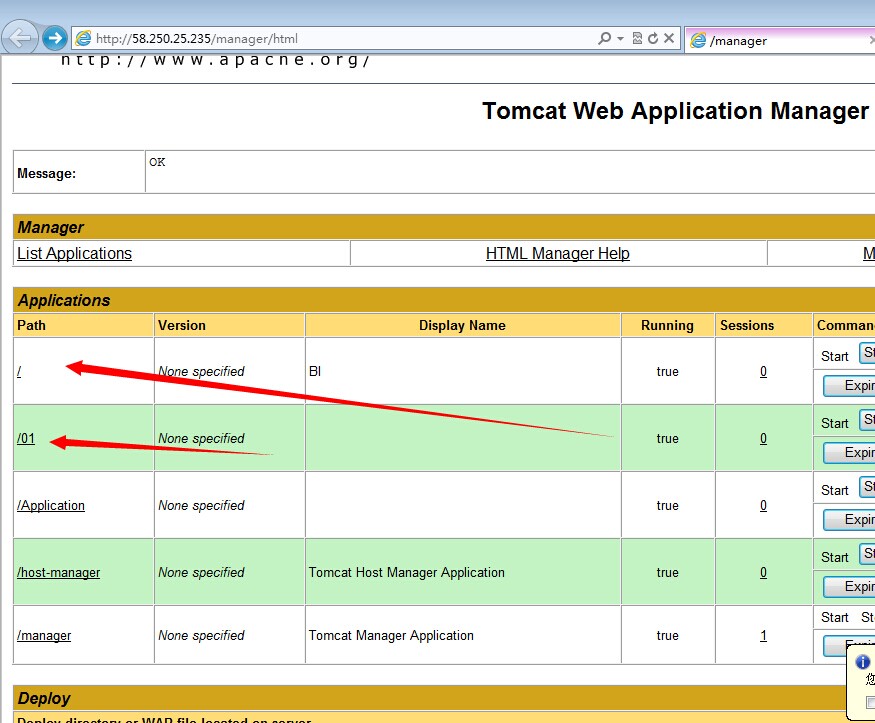 http://58.250.25.235/manager/html
/manager
http://www.apache.org/
Tomcat Web Application Manager
Message:
OK
Manager
List Applications
HTML Manager Help
M
Applications
Path Version Display Name Running Sessions Comman
/ None specified BI true 0 Start St
Expir
/01 None specified true 0 Start St
Expir
/Application None specified true 0 Start St
Expir
/host-manager None specified Tomcat Host Manager Application true 0 Start St
Expir
/manager None specified Tomcat Manager Application true 1 Start Sto
您
Deploy
Deploy directory or WAR file located on server